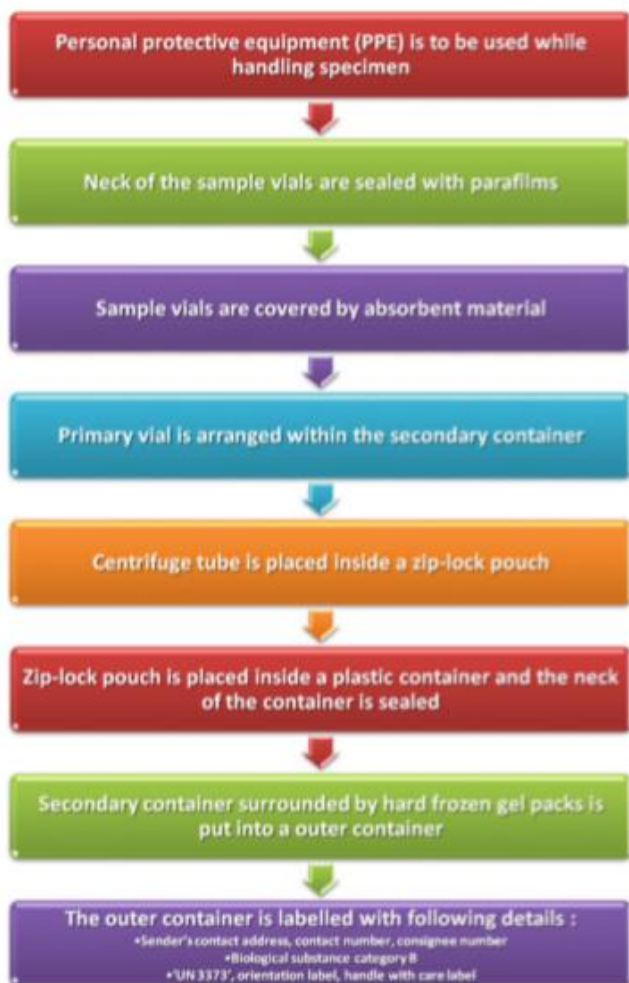 Personal protective equipment (PPE) is to be used while
handling specimen
Neck of the sample vials are sealed with parafilms
Sample vials are covered by absorbent material
Primary vial is arranged within the secondary container
Centrifuge tube is placed inside a zip-lock pouch
Zip-lock pouch is placed inside a plastic container and the neck
of the container is sealed
Secondary container surrounded by hard frozen gel packs is
put into a outer container
The outer container is labelled with following details :
•Sender's contact address, contact number, consignee number
•Biological substance category B
•'UN 3373', orientation label, handle with care label